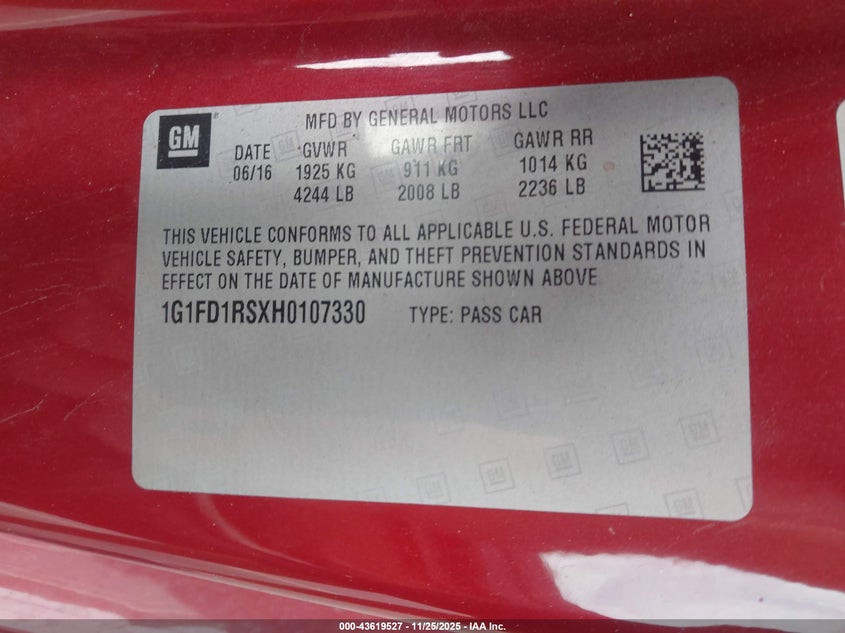 GM
MFD BY GENERAL MOTORS LLC
DATE GVWR GAWR FRT GAWR RR
06/16 1925 KG 911 KG 1014 KG
4244 LB 2008 LB 2236 LB
THIS VEHICLE CONFORMS TO ALL APPLICABLE U.S. FEDERAL MOTOR
VEHICLE SAFETY, BUMPER, AND THEFT PREVENTION STANDARDS IN
EFFECT ON THE DATE OF MANUFACTURE SHOWN ABOVE
1G1FD1RSXH0107330 TYPE: PASS CAR
000-43619527 - 11/25/2025 - IAA Inc.